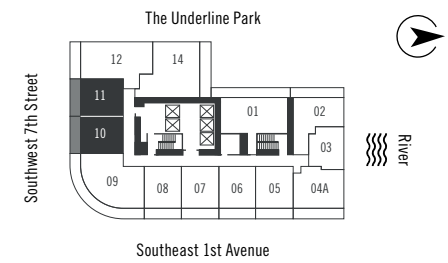 The Underline Park
12
14
11
10
01
02
03
09
08
07
06
05
04A
Southwest 7th Street
River
Southeast 1st Avenue